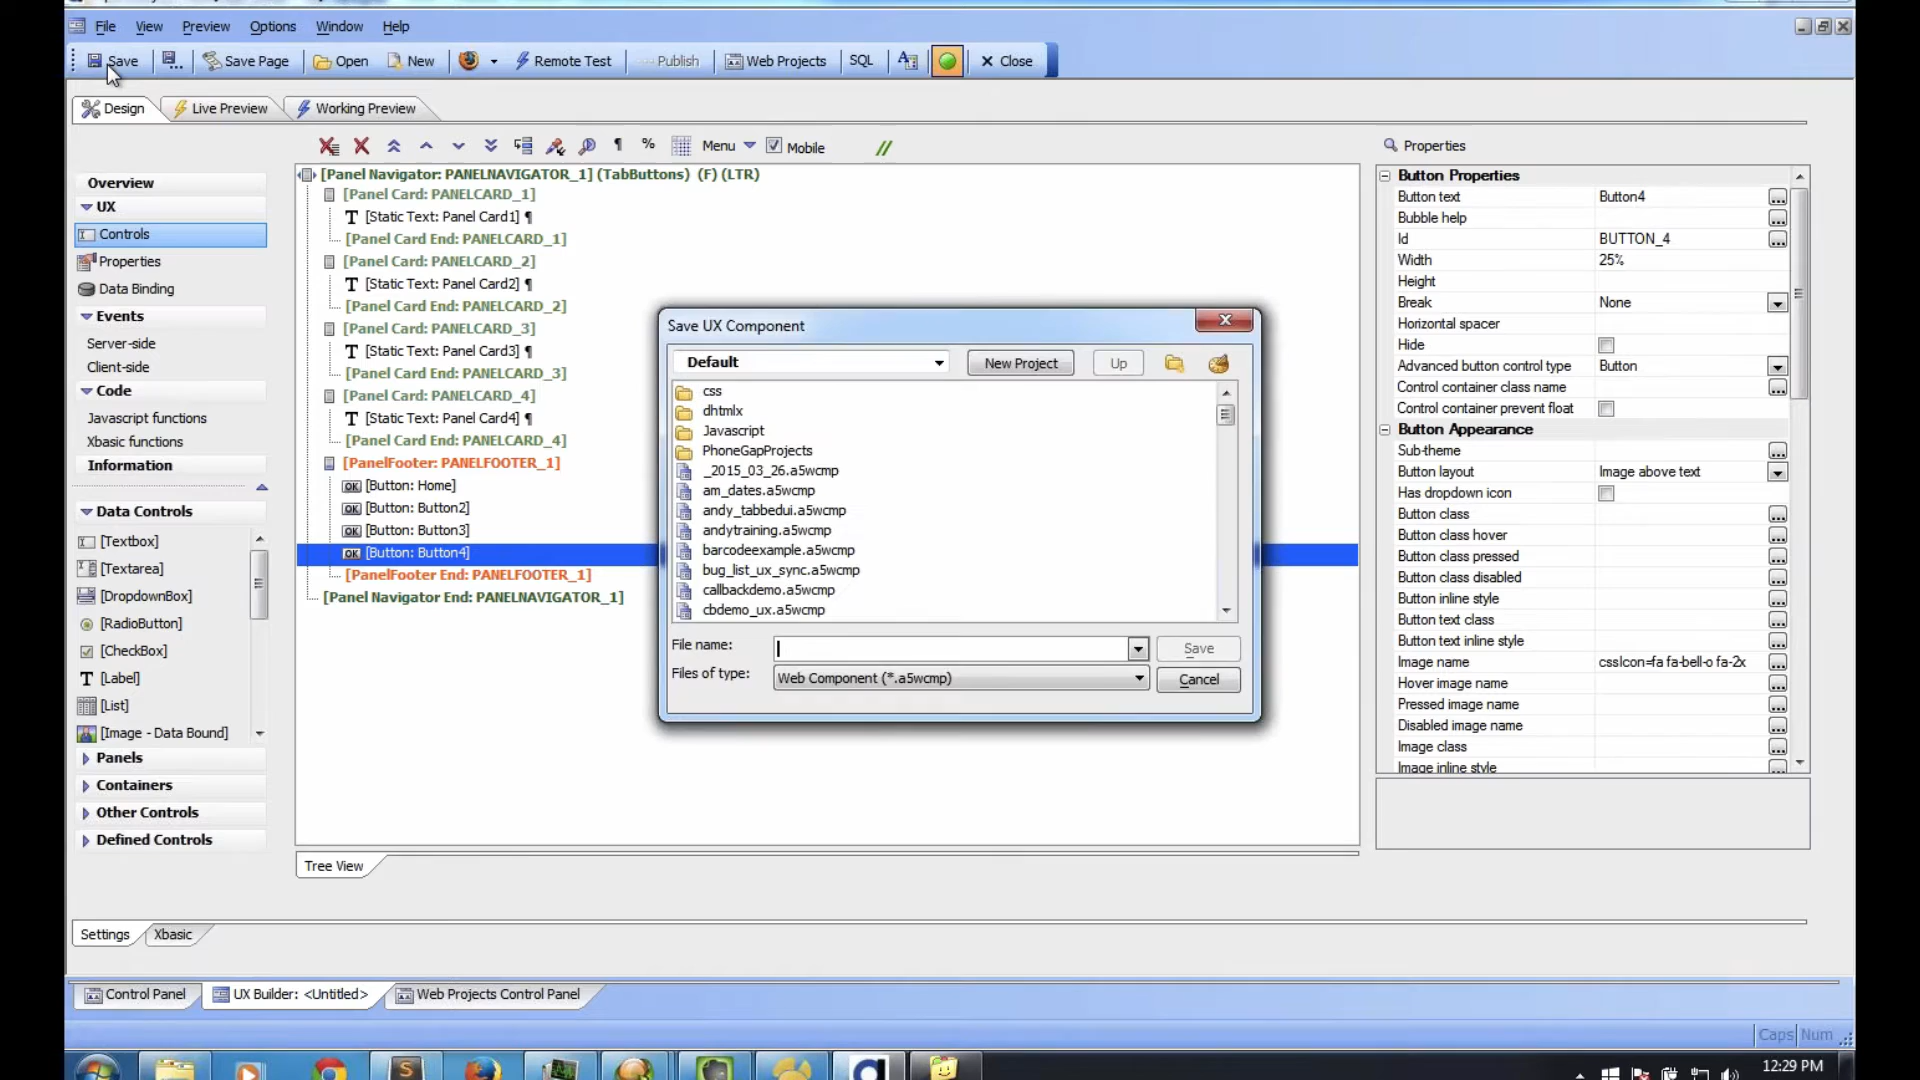 File View Preview Options Window Help
Save Save Page Open New Remote Test Publish Web Projects SQL Close
Design Live Preview Working Preview
Menu Mobile
Properties
Overview
UX
Controls
Properties
Data Binding
Events
Server-side
Client-side
Code
Javascript functions
Xbasic functions
Information
Data Controls
[Textbox]
[Textarea]
[DropdownBox]
[RadioButton]
[CheckBox]
[Label]
[List]
[Image - Data Bound]
Panels
Containers
Other Controls
Defined Controls
[Panel Navigator: PANELNAVIGATOR_1] (TabButtons) (F) (LTR)
[Panel Card: PANELCARD_1]
T [Static Text: Panel Card1] ¶
[Panel Card End: PANELCARD_1]
[Panel Card: PANELCARD_2]
T [Static Text: Panel Card2] ¶
[Panel Card End: PANELCARD_2]
[Panel Card: PANELCARD_3]
T [Static Text: Panel Card3] ¶
[Panel Card End: PANELCARD_3]
[Panel Card: PANELCARD_4]
T [Static Text: Panel Card4] ¶
[Panel Card End: PANELCARD_4]
[PanelFooter: PANELFOOTER_1]
OK [Button: Home]
OK [Button: Button2]
OK [Button: Button3]
OK [Button: Button4]
[PanelFooter End: PANELFOOTER_1]
[Panel Navigator End: PANELNAVIGATOR_1]
Save UX Component
Default New Project Up
css
dhtmlx
Javascript
PhoneGapProjects
_2015_03_26.a5wcmp
am_dates.a5wcmp
andy_tabbedui.a5wcmp
andytraining.a5wcmp
barcodeexample.a5wcmp
bug_list_ux_sync.a5wcmp
callbackdemo.a5wcmp
cbdemo_ux.a5wcmp
File name: Save
Files of type: Web Component (*.a5wcmp) Cancel
Button Properties
Button text Button4
Bubble help
Id BUTTON_4
Width 25%
Height
Break None
Horizontal spacer
Hide
Advanced button control type Button
Control container class name
Control container prevent float
Button Appearance
Sub-theme
Button layout Image above text
Has dropdown icon
Button class
Button class hover
Button class pressed
Button class disabled
Button inline style
Button text class
Button text inline style
Image name cssIcon=fa fa-bell-o fa-2x
Hover image name
Pressed image name
Disabled image name
Image class
Image inline style
Tree View
Settings Xbasic
Control Panel UX Builder: <Untitled> Web Projects Control Panel
Caps Num
12:29 PM